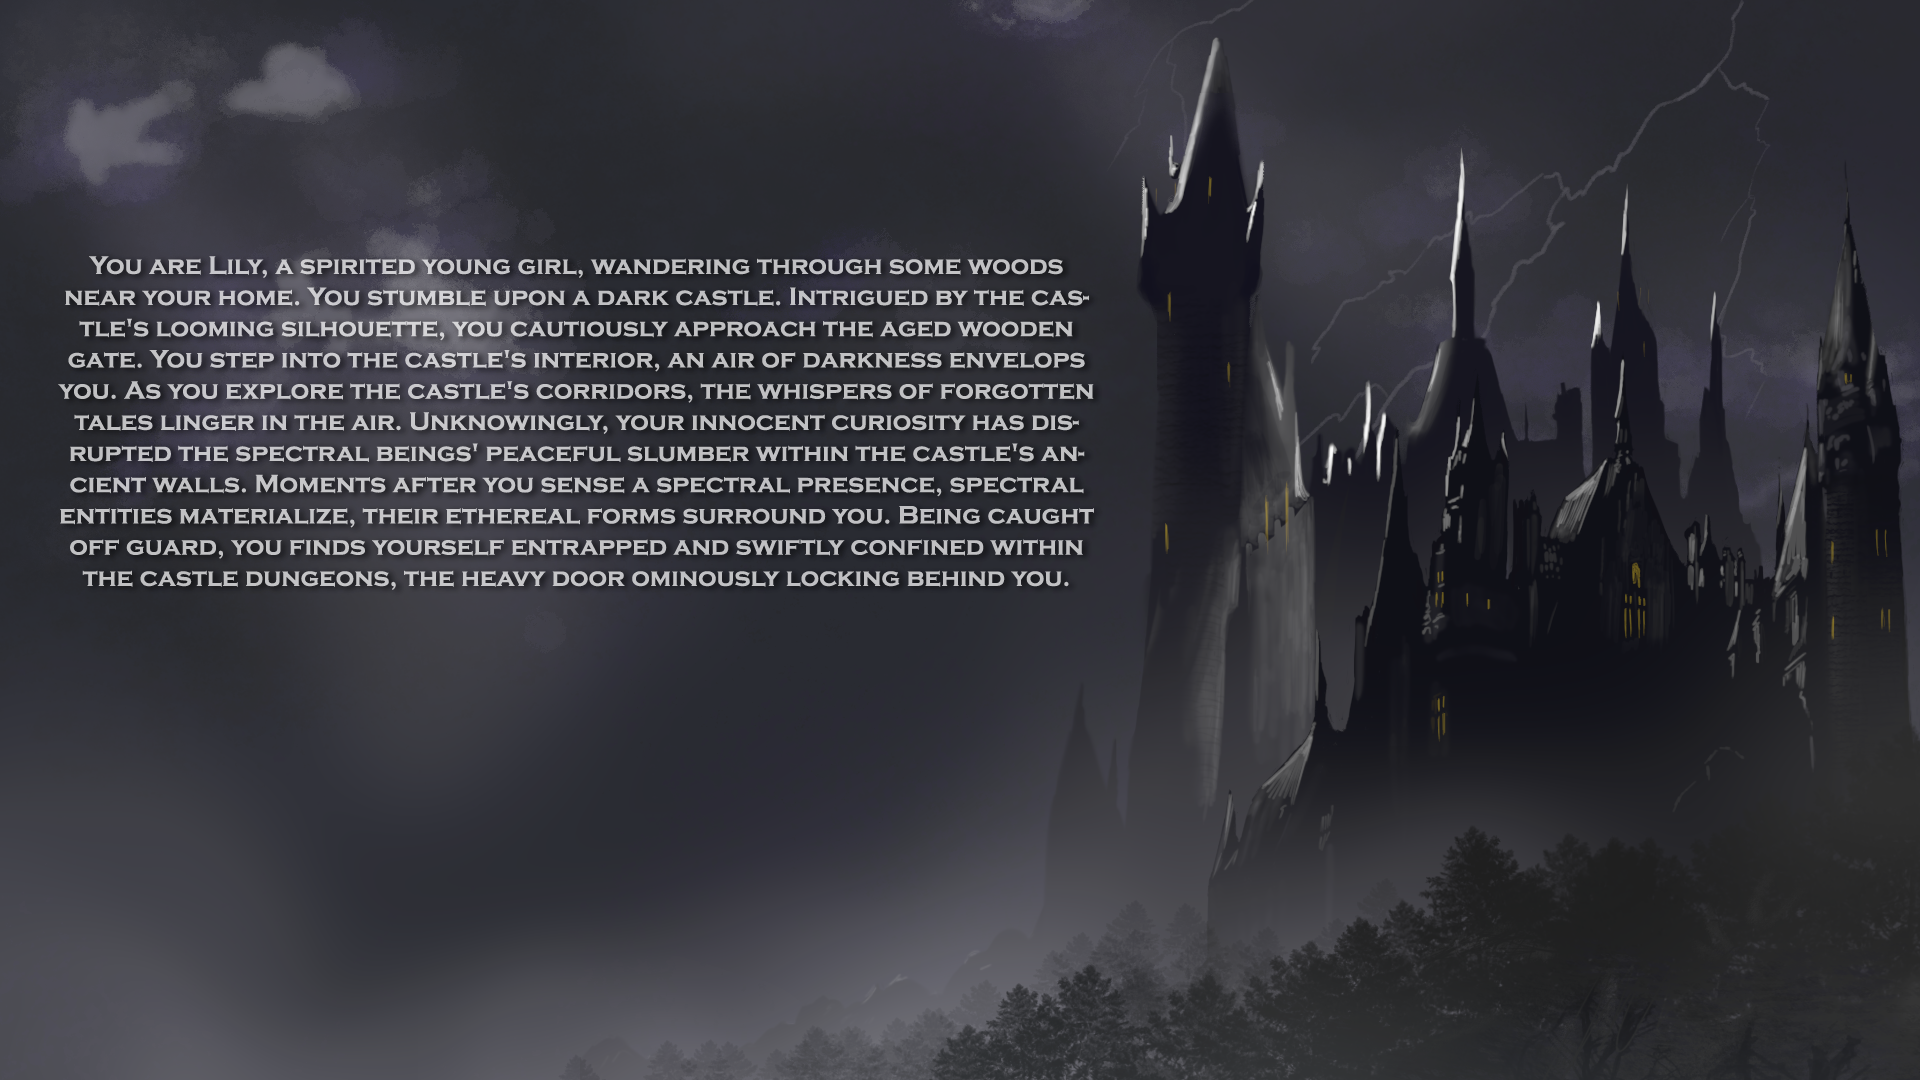 You are Lily, a spirited young girl, wandering through some woods
near your home. You stumble upon a dark castle. Intrigued by the cas-
tle's looming silhouette, you cautiously approach the aged wooden
gate. You step into the castle's interior, an air of darkness envelops
you. As you explore the castle's corridors, the whispers of forgotten
tales linger in the air. Unknowingly, your innocent curiosity has dis-
rupted the spectral beings' peaceful slumber within the castle's an-
cient walls. Moments after you sense a spectral presence, spectral
entities materialize, their ethereal forms surround you. Being caught
off guard, you finds yourself entrapped and swiftly confined within
the castle dungeons, the heavy door ominously locking behind you.